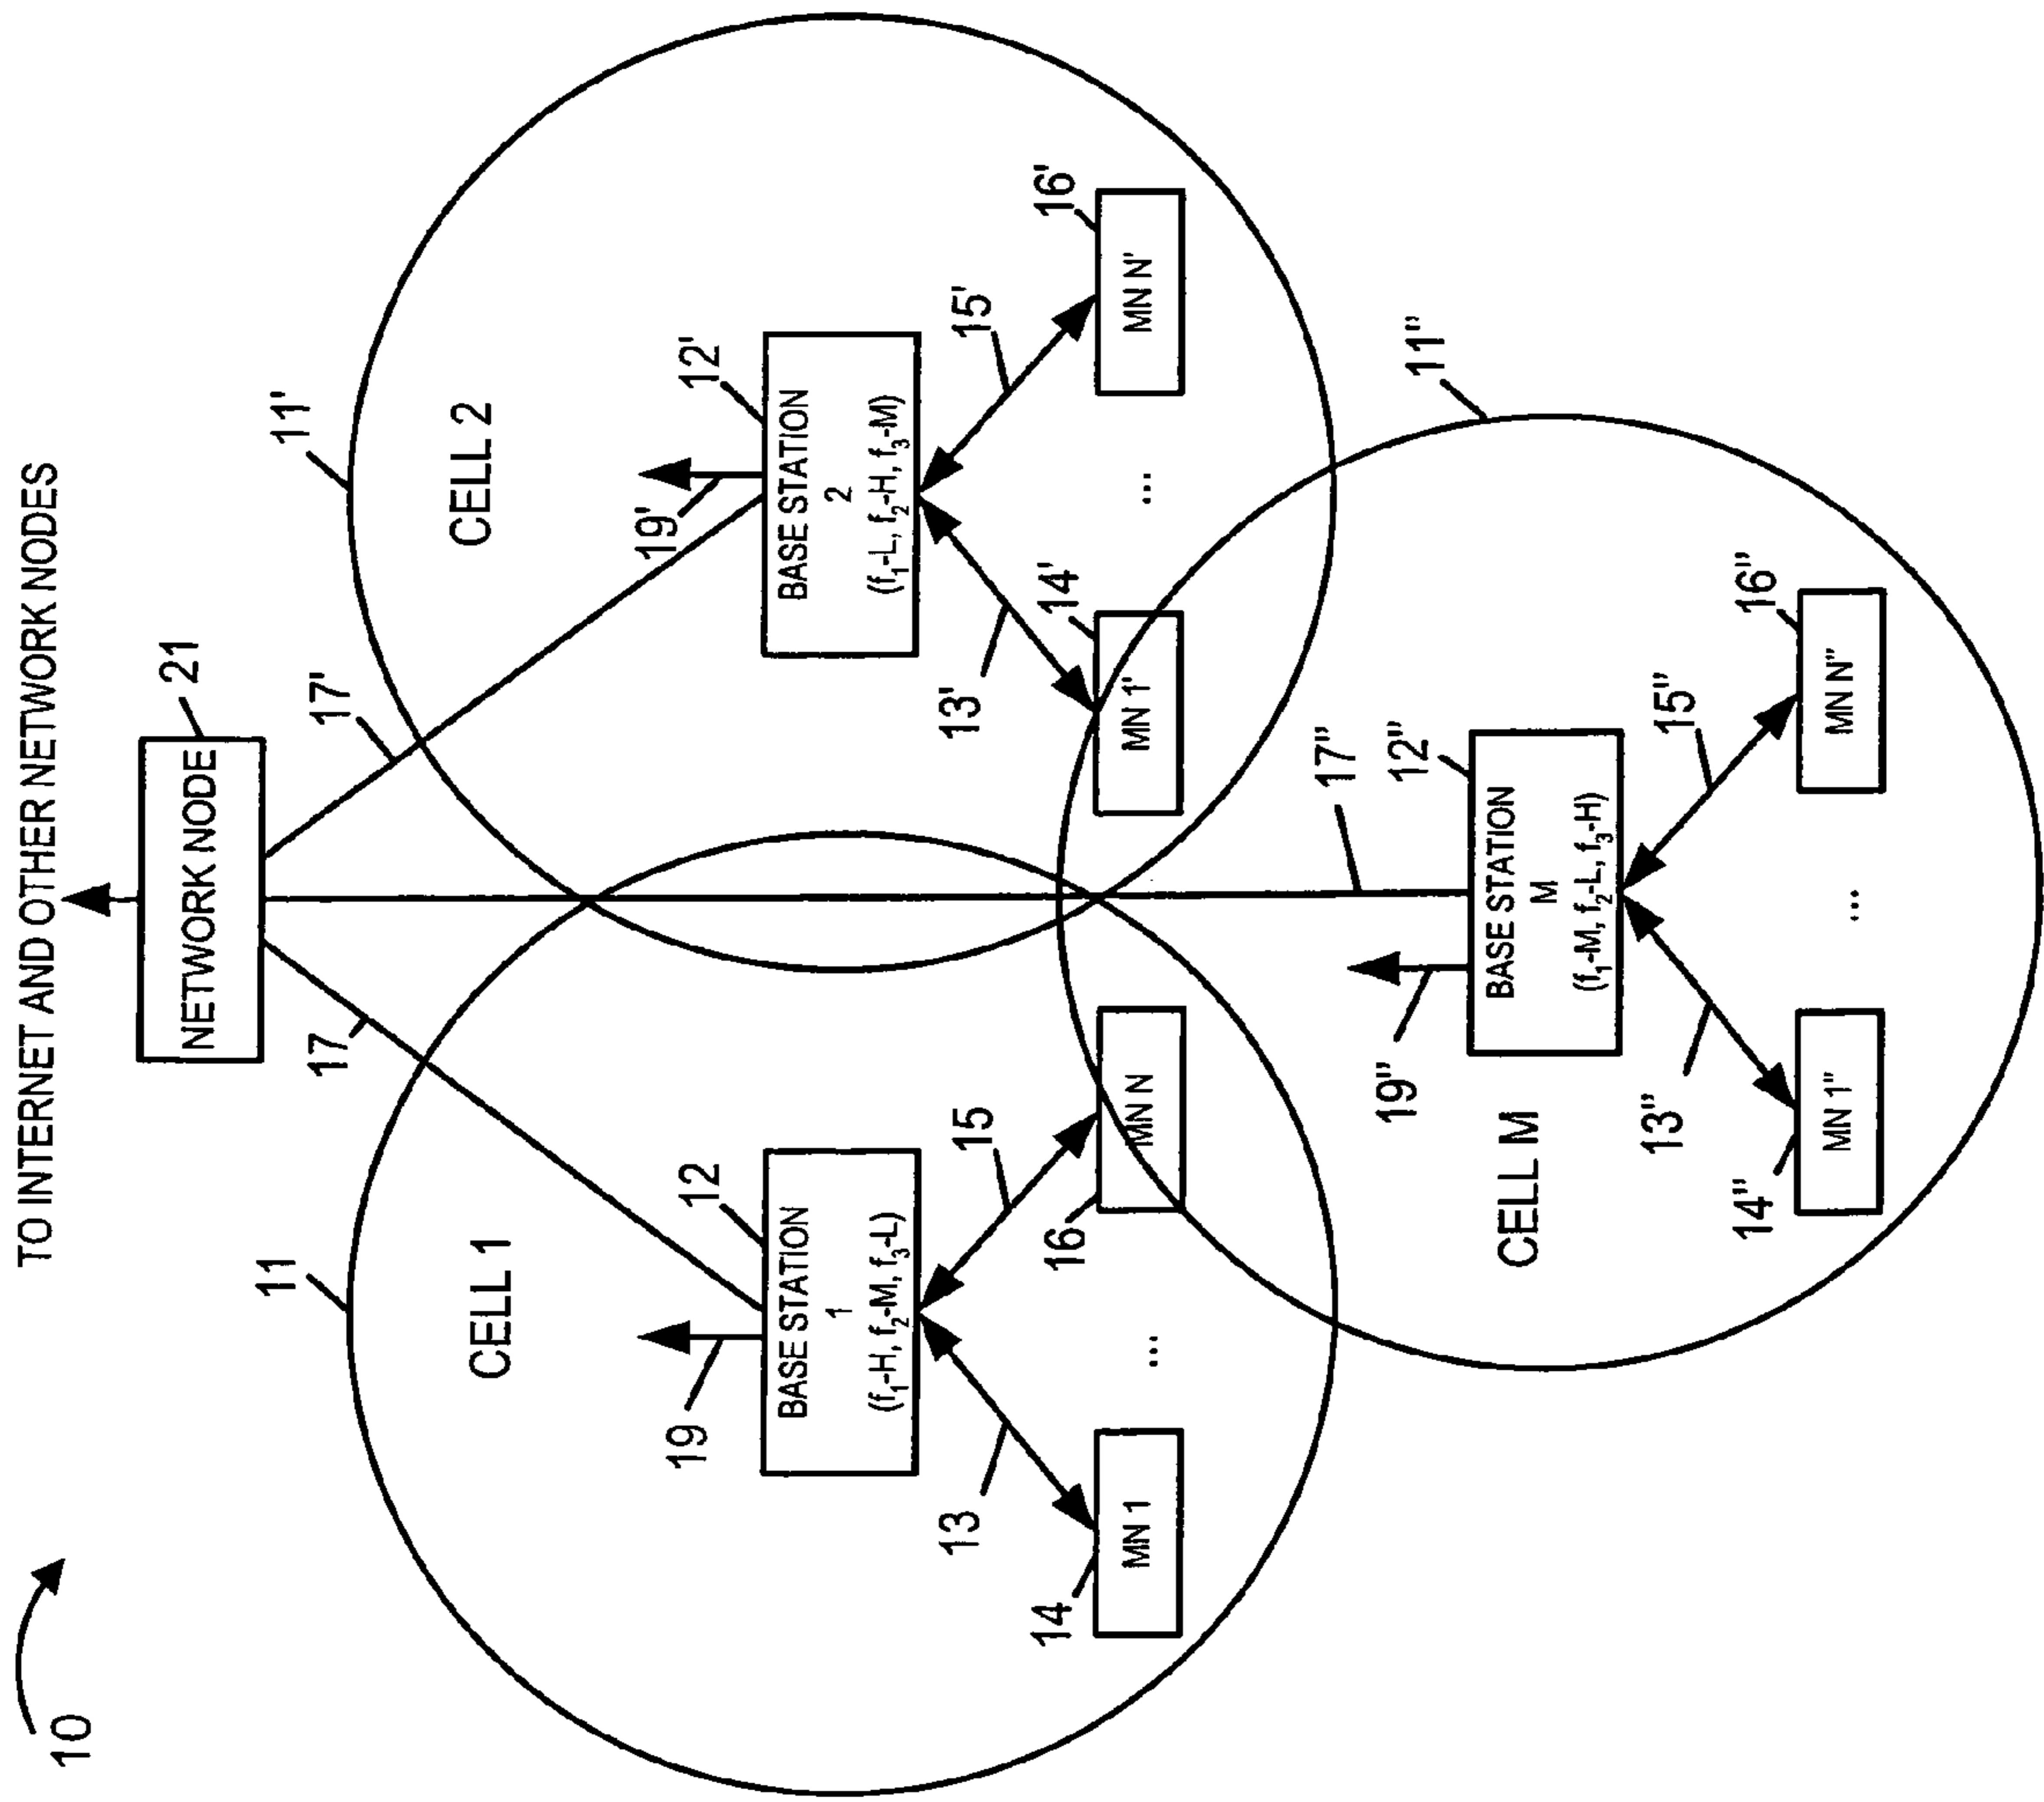 TO INTERNET AND OTHER NETWORK NODES
10
NETWORK NODE
21
17
17'
11
11'
CELL 1
CELL 2
19
19'
12
12'
BASE STATION
1
(f₁-H, f₂-M, f₃-L)
BASE STATION
2
(f₁-L, f₂-H, f₃-M)
13
15
13'
15'
14
16
14'
16'
MN 1
...
MN N
MN 1'
...
MN N'
17"
11"
CELL M
19"
12"
BASE STATION
M
(f₁-M, f₂-L, f₃-H)
13"
15"
14"
16"
MN 1"
...
MN N"